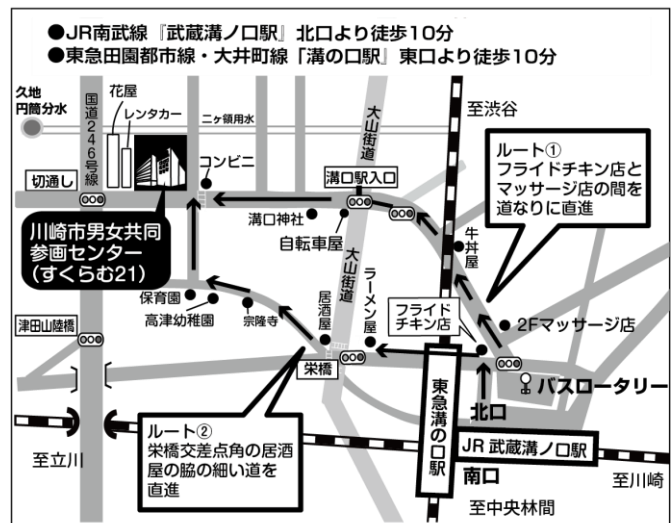 ●JR南武線『武蔵溝ノ口駅』北口より徒歩10分
●東急田園都市線・大井町線「溝の口駅」東口より徒歩10分
久地
円筒分水
国道246号線
花屋
レンタカー
二ヶ領用水
大山街道
至渋谷
コンビニ
切通し
溝口駅入口
ルート①
フライドチキン店と
マッサージ店の間を
道なりに直進
川崎市男女共同
参画センター
(すくらむ21)
溝口神社
自転車屋
牛丼屋
大山街道
ラーメン屋
居酒屋
保育園
高津幼稚園
宗隆寺
フライド
チキン店
2Fマッサージ店
津田山陸橋
栄橋
バスロータリー
北口
東急溝の口駅
ルート②
栄橋交差点角の居酒
屋の脇の細い道を
直進
JR 武蔵溝ノ口駅
至立川
南口
至川崎
至中央林間